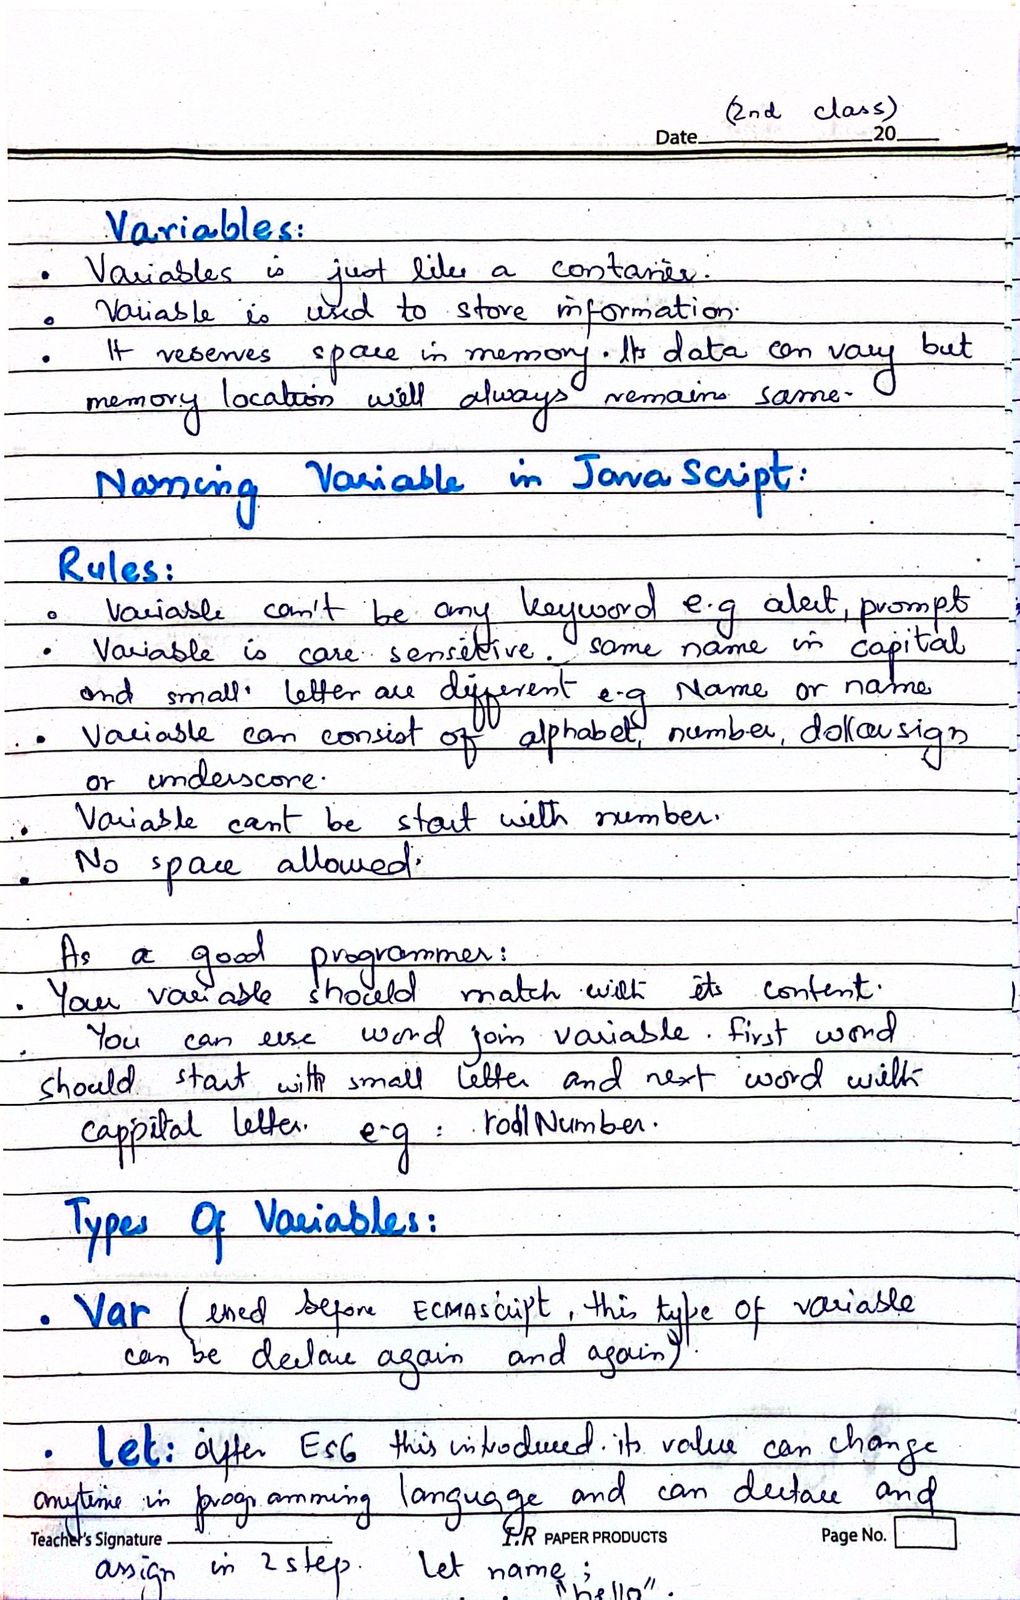 (2nd class)
Date 20
Variables:
• Variables is just like a contanier.
• Variable is used to store information.
• It reserves space in memory. Its data can vary but
memory location will always remains same.
Naming Variable in JavaScript:
Rules:
• Variable can't be any keyword e.g alert, prompt
• Variable is case sensetive. same name in capital
and small letter are different e-g Name or name
• Variable can consist of alphabet, number, dollarsign
or underscore.
• Variable cant be start with number.
• No space allowed.
As a good programmer:
• Your variable should match with its content.
• You can use word join variable. first word
should start with small letter and next word with
cappital letter. e-g : rollNumber.
Types Of Variables:
• Var (used before ECMAScript, this type of variable
can be declare again and again).
• let: after Es6 this introduced. its value can change
anytime in programming language and can declare and
Teacher's Signature I.R PAPER PRODUCTS Page No.
assign in 2 step. let name ;
"hello".